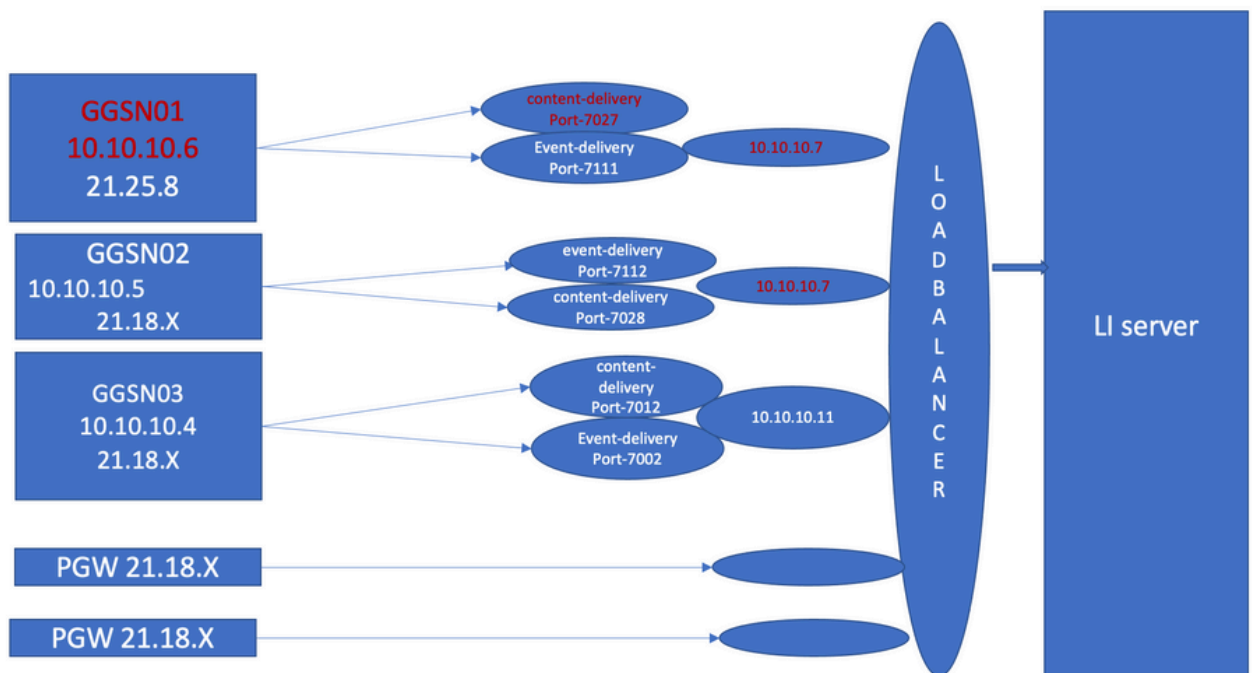 GGSN01
10.10.10.6
21.25.8
content-delivery
Port-7027
Event-delivery
Port-7111
10.10.10.7
GGSN02
10.10.10.5
21.18.X
event-delivery
Port-7112
content-delivery
Port-7028
10.10.10.7
GGSN03
10.10.10.4
21.18.X
content-
delivery
Port-7012
Event-delivery
Port-7002
10.10.10.11
PGW 21.18.X
PGW 21.18.X
L
O
A
D
B
A
L
A
N
C
E
R
LI server